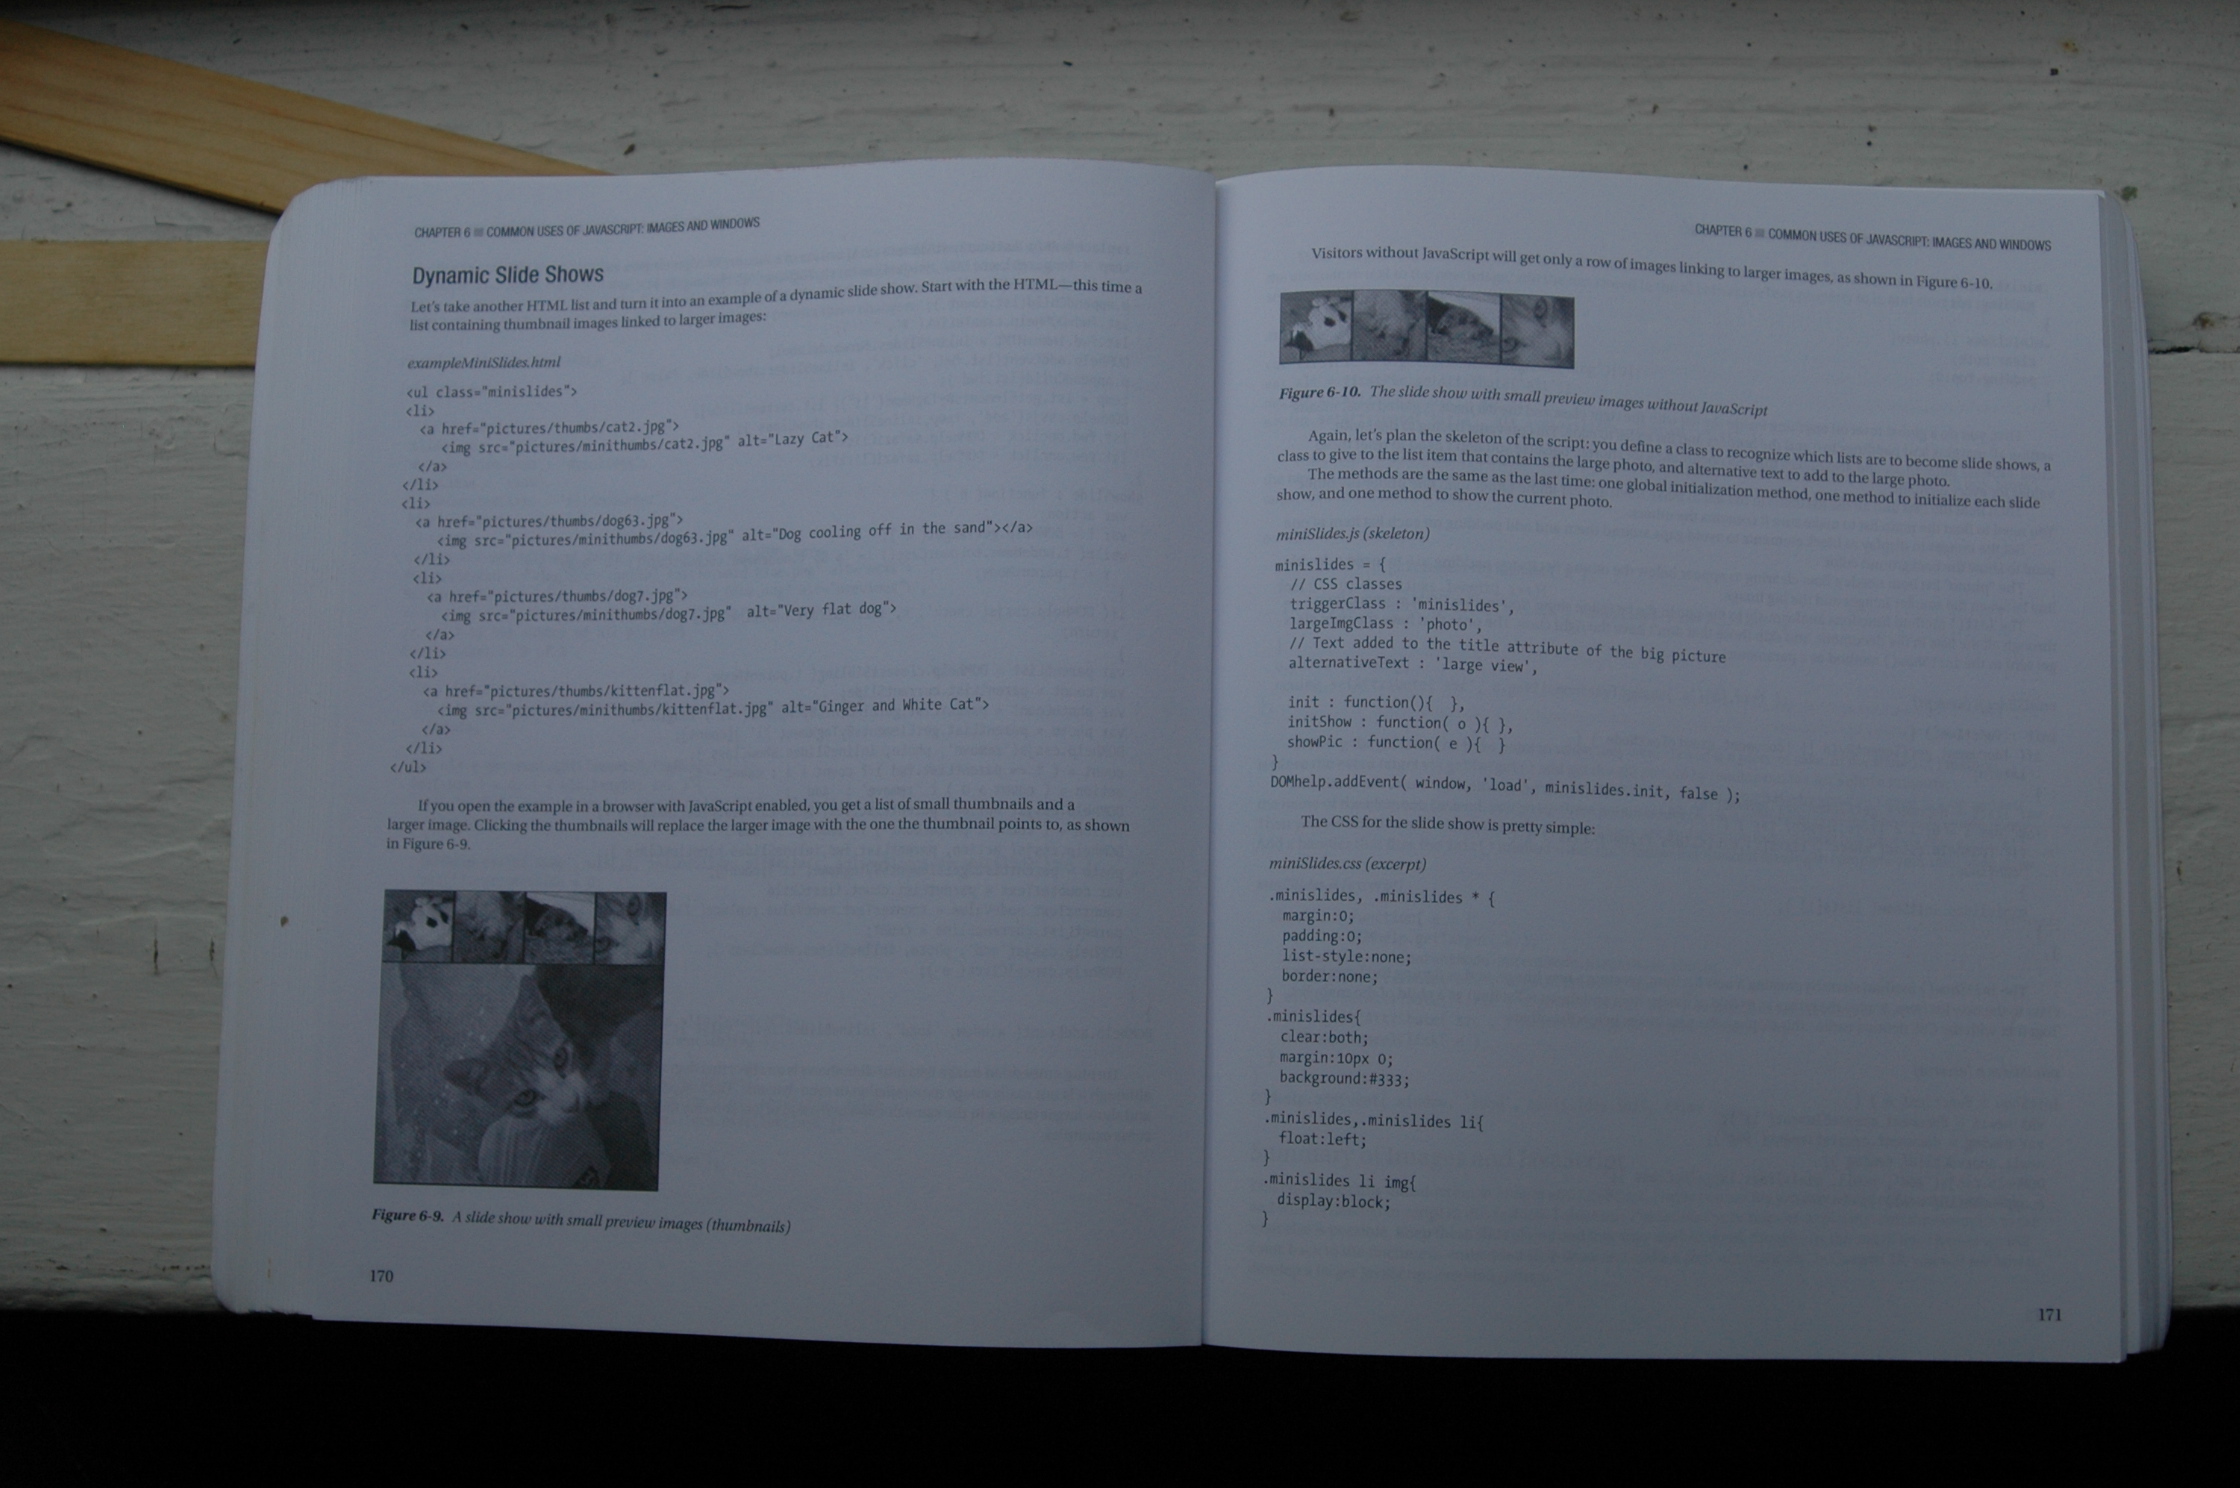 CHAPTER 6 ■ COMMON USES OF JAVASCRIPT: IMAGES AND WINDOWS
Dynamic Slide Shows
Let's take another HTML list and turn it into an example of a dynamic slide show. Start with the HTML—this time a
list containing thumbnail images linked to larger images:
exampleMiniSlides.html
<ul class="minislides">
<li>
<a href="pictures/thumbs/cat2.jpg">
<img src="pictures/minithumbs/cat2.jpg" alt="Lazy Cat">
</a>
</li>
<li>
<a href="pictures/thumbs/dog63.jpg">
<img src="pictures/minithumbs/dog63.jpg" alt="Dog cooling off in the sand"></a>
</li>
<li>
<a href="pictures/thumbs/dog7.jpg">
<img src="pictures/minithumbs/dog7.jpg"  alt="Very flat dog">
</a>
</li>
<li>
<a href="pictures/thumbs/kittenflat.jpg">
<img src="pictures/minithumbs/kittenflat.jpg" alt="Ginger and White Cat">
</a>
</li>
</ul>
If you open the example in a browser with JavaScript enabled, you get a list of small thumbnails and a
larger image. Clicking the thumbnails will replace the larger image with the one the thumbnail points to, as shown
in Figure 6-9.
Figure 6-9. A slide show with small preview images (thumbnails)
170
CHAPTER 6 ■ COMMON USES OF JAVASCRIPT: IMAGES AND WINDOWS
Visitors without JavaScript will get only a row of images linking to larger images, as shown in Figure 6-10.
Figure 6-10. The slide show with small preview images without JavaScript
Again, let's plan the skeleton of the script: you define a class to recognize which lists are to become slide shows, a
class to give to the list item that contains the large photo, and alternative text to add to the large photo.
The methods are the same as the last time: one global initialization method, one method to initialize each slide
show, and one method to show the current photo.
miniSlides.js (skeleton)
minislides = {
// CSS classes
triggerClass : 'minislides',
largeImgClass : 'photo',
// Text added to the title attribute of the big picture
alternativeText : 'large view',
init : function(){  },
initShow : function( o ){ },
showPic : function( e ){  }
}
DOMhelp.addEvent( window, 'load', minislides.init, false );
The CSS for the slide show is pretty simple:
miniSlides.css (excerpt)
.minislides, .minislides * {
margin:0;
padding:0;
list-style:none;
border:none;
}
.minislides{
clear:both;
margin:10px 0;
background:#333;
}
.minislides,.minislides li{
float:left;
}
.minislides li img{
display:block;
}
171